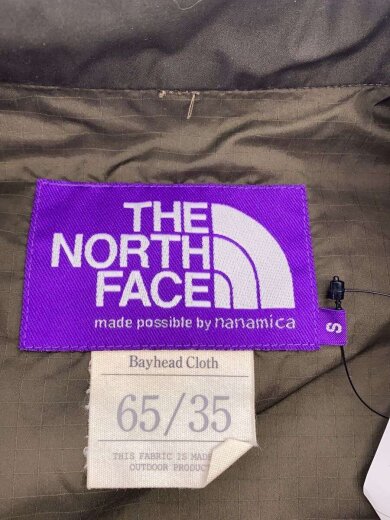 THE
NORTH
FACE
made possible by nanamica
S
Bayhead Cloth
65/35
THIS FABRIC IS MADE
OUTDOOR PRODUCT